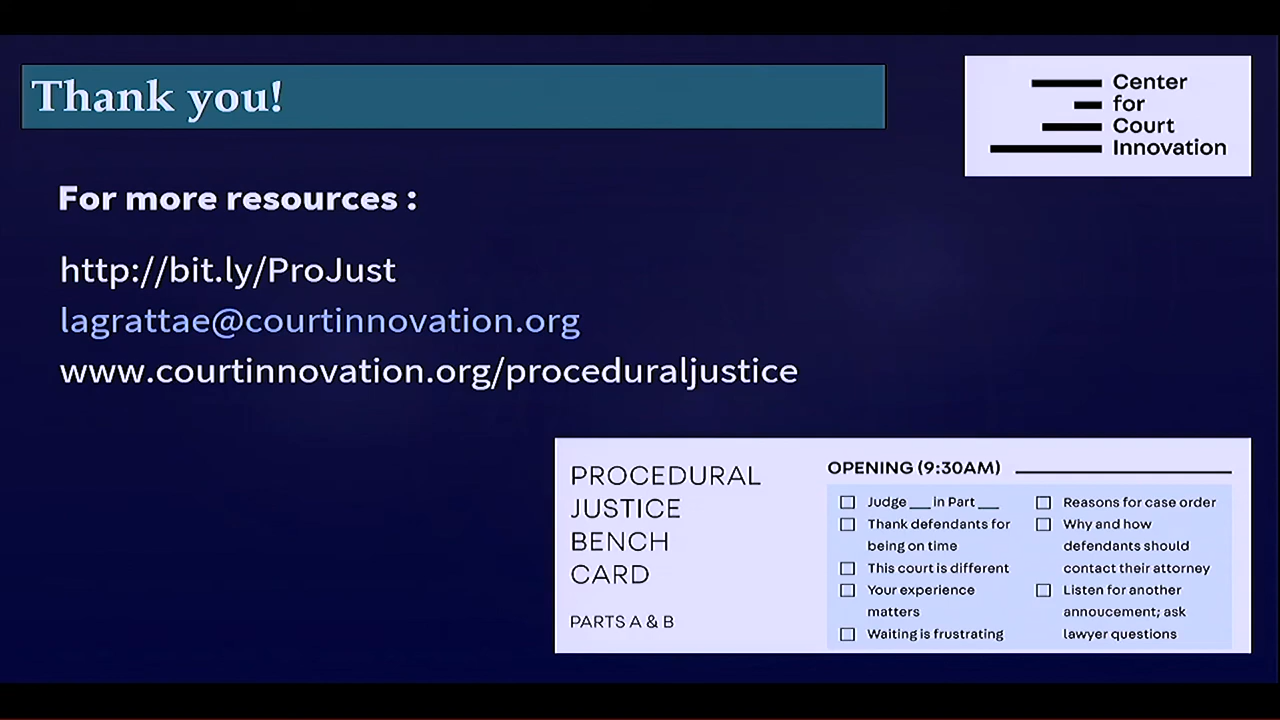 Thank you!
Center
for
Court
Innovation
For more resources :
http://bit.ly/ProJust
lagrattae@courtinnovation.org
www.courtinnovation.org/proceduraljustice
PROCEDURAL
JUSTICE
BENCH
CARD
PARTS A & B
OPENING (9:30AM)
Judge ___ in Part ___
Thank defendants for
being on time
This court is different
Your experience
matters
Waiting is frustrating
Reasons for case order
Why and how
defendants should
contact their attorney
Listen for another
annoucement; ask
lawyer questions